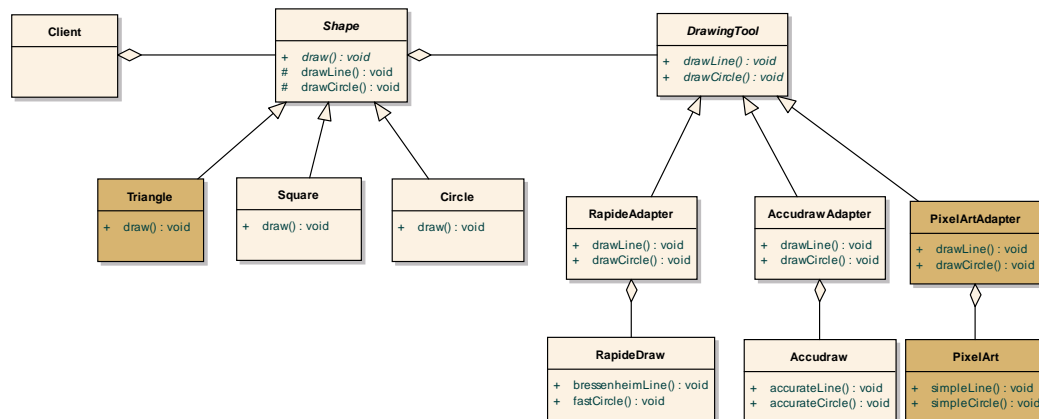 Client
Shape
+ draw() : void
# drawLine() : void
# drawCircle() : void
DrawingTool
+ drawLine() : void
+ drawCircle() : void
Triangle
+ draw() : void
Square
+ draw() : void
Circle
+ draw() : void
RapideAdapter
+ drawLine() : void
+ drawCircle() : void
AccudrawAdapter
+ drawLine() : void
+ drawCircle() : void
PixelArtAdapter
+ drawLine() : void
+ drawCircle() : void
RapideDraw
+ bressenheimLine() : void
+ fastCircle() : void
Accudraw
+ accurateLine() : void
+ accurateCircle() : void
PixelArt
+ simpleLine() : void
+ simpleCircle() : void